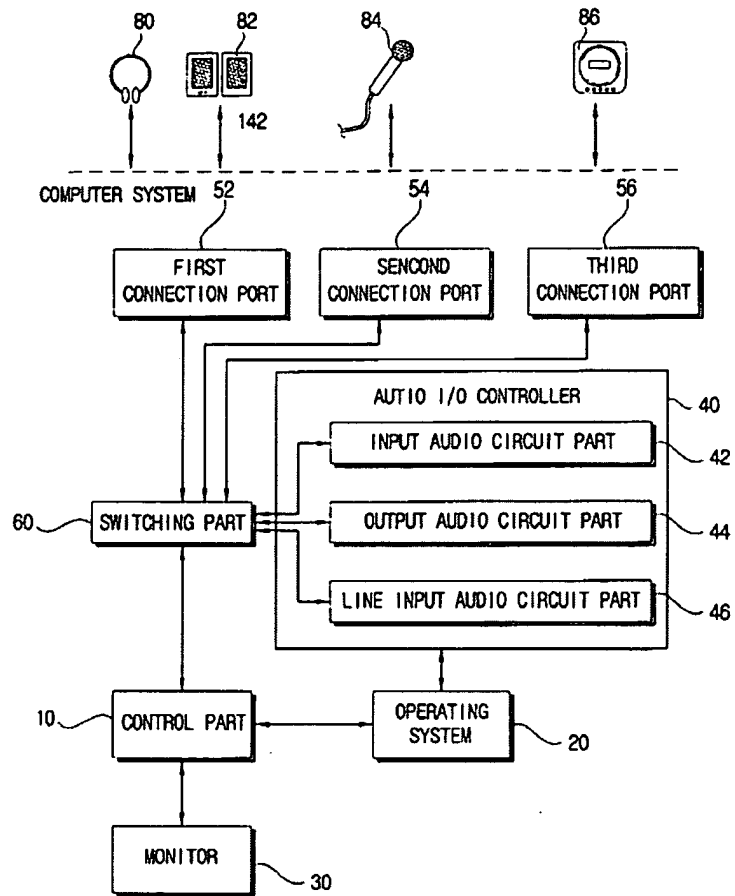 80
82
84
86
142
COMPUTER SYSTEM
52
54
56
FIRST
CONNECTION PORT
SENCOND
CONNECTION PORT
THIRD
CONNECTION PORT
AUTIO I/O CONTROLLER
40
INPUT AUDIO CIRCUIT PART
42
60
SWITCHING PART
OUTPUT AUDIO CIRCUIT PART
44
LINE INPUT AUDIO CIRCUIT PART
46
10
CONTROL PART
OPERATING
SYSTEM
20
MONITOR
30